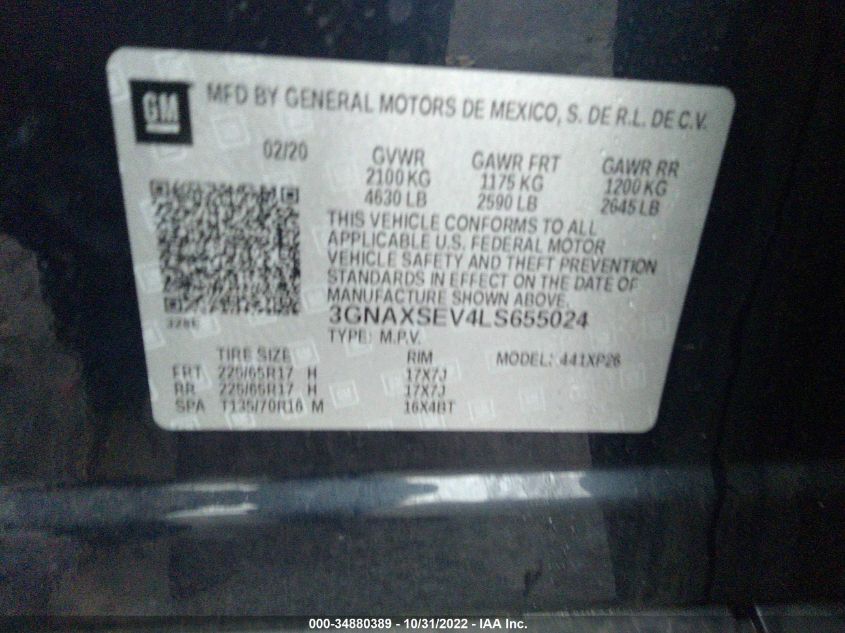 GM
MFD BY GENERAL MOTORS DE MEXICO, S. DE R.L. DE C.V.
02/20 GVWR GAWR FRT GAWR RR
2100 KG 1175 KG 1200 KG
4630 LB 2590 LB 2645 LB
THIS VEHICLE CONFORMS TO ALL
APPLICABLE U.S. FEDERAL MOTOR
VEHICLE SAFETY AND THEFT PREVENTION
STANDARDS IN EFFECT ON THE DATE OF
MANUFACTURE SHOWN ABOVE.
3GNAXSEV4LS655024
TYPE: M.P.V.
TIRE SIZE RIM MODEL: 441XP26
FRT 225/65R17 H 17X7J
RR 225/65R17 H 17X7J
SPA T135/70R16 M 16X4BT
000-34880389 - 10/31/2022 - IAA Inc.